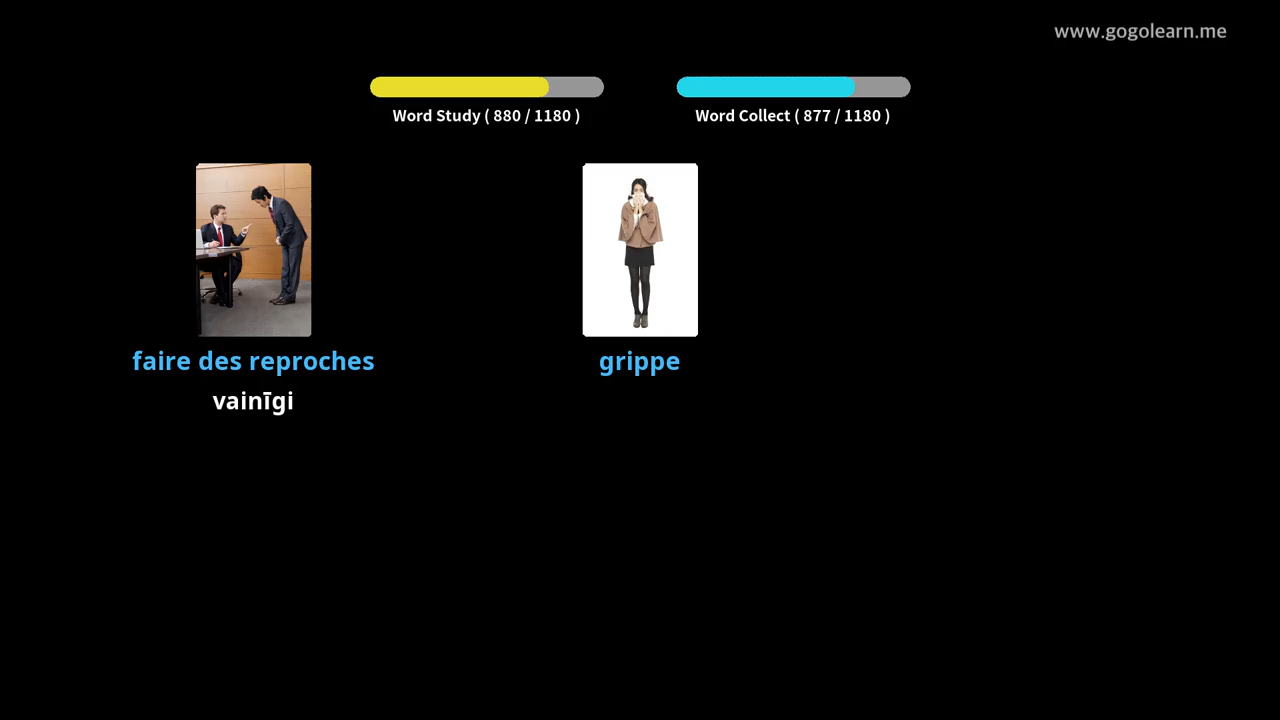 www.gogolearn.me
Word Study ( 880 / 1180 )
Word Collect ( 877 / 1180 )
faire des reproches
vainīgi
grippe